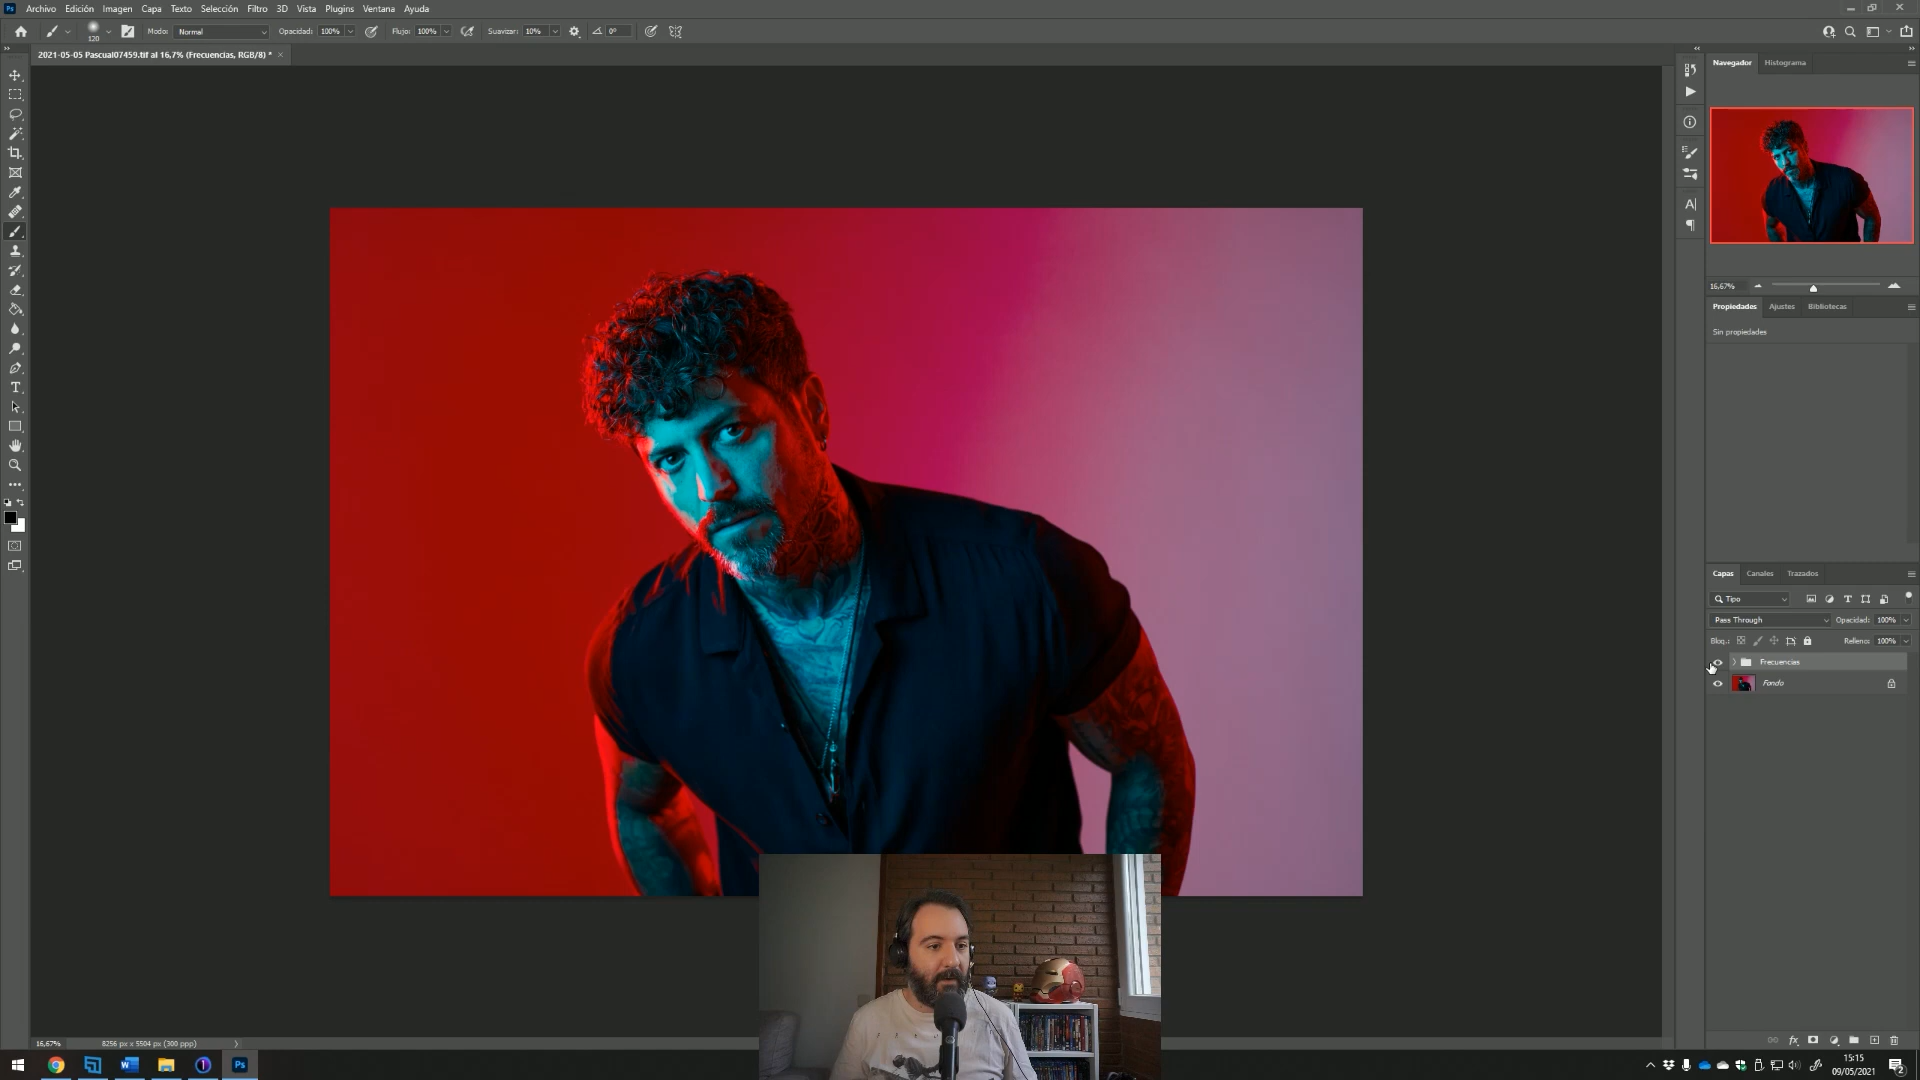 Ps Archivo Edición Imagen Capa Texto Selección Filtro 3D Vista Plugins Ventana Ayuda
120 Modo: Normal Opacidad: 100% Flujo: 100% Suavizar: 10% 0°
2021-05-05 Pascual07459.tif al 16,7% (Frecuencias, RGB/8) * ×
Navegador Histograma
16,67%
Propiedades Ajustes Bibliotecas
Sin propiedades
Capas Canales Trazados
Tipo
Pass Through Opacidad: 100%
Bloq.: Relleno: 100%
Frecuencias
Fondo
16,67% 8256 px x 5504 px (300 ppp)
15:15
09/05/2021
2